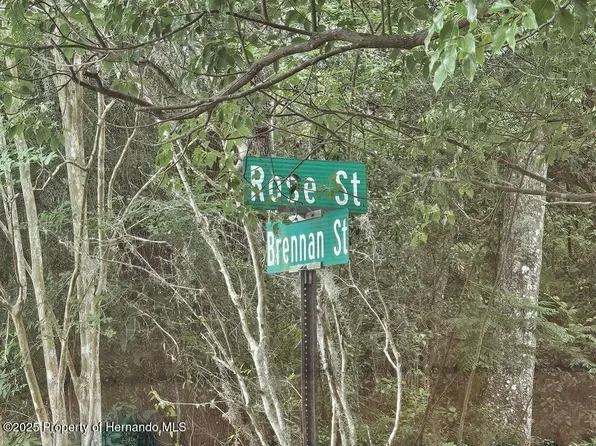 Rose St
Brennan St
©2025 Property of Hernando,MLS